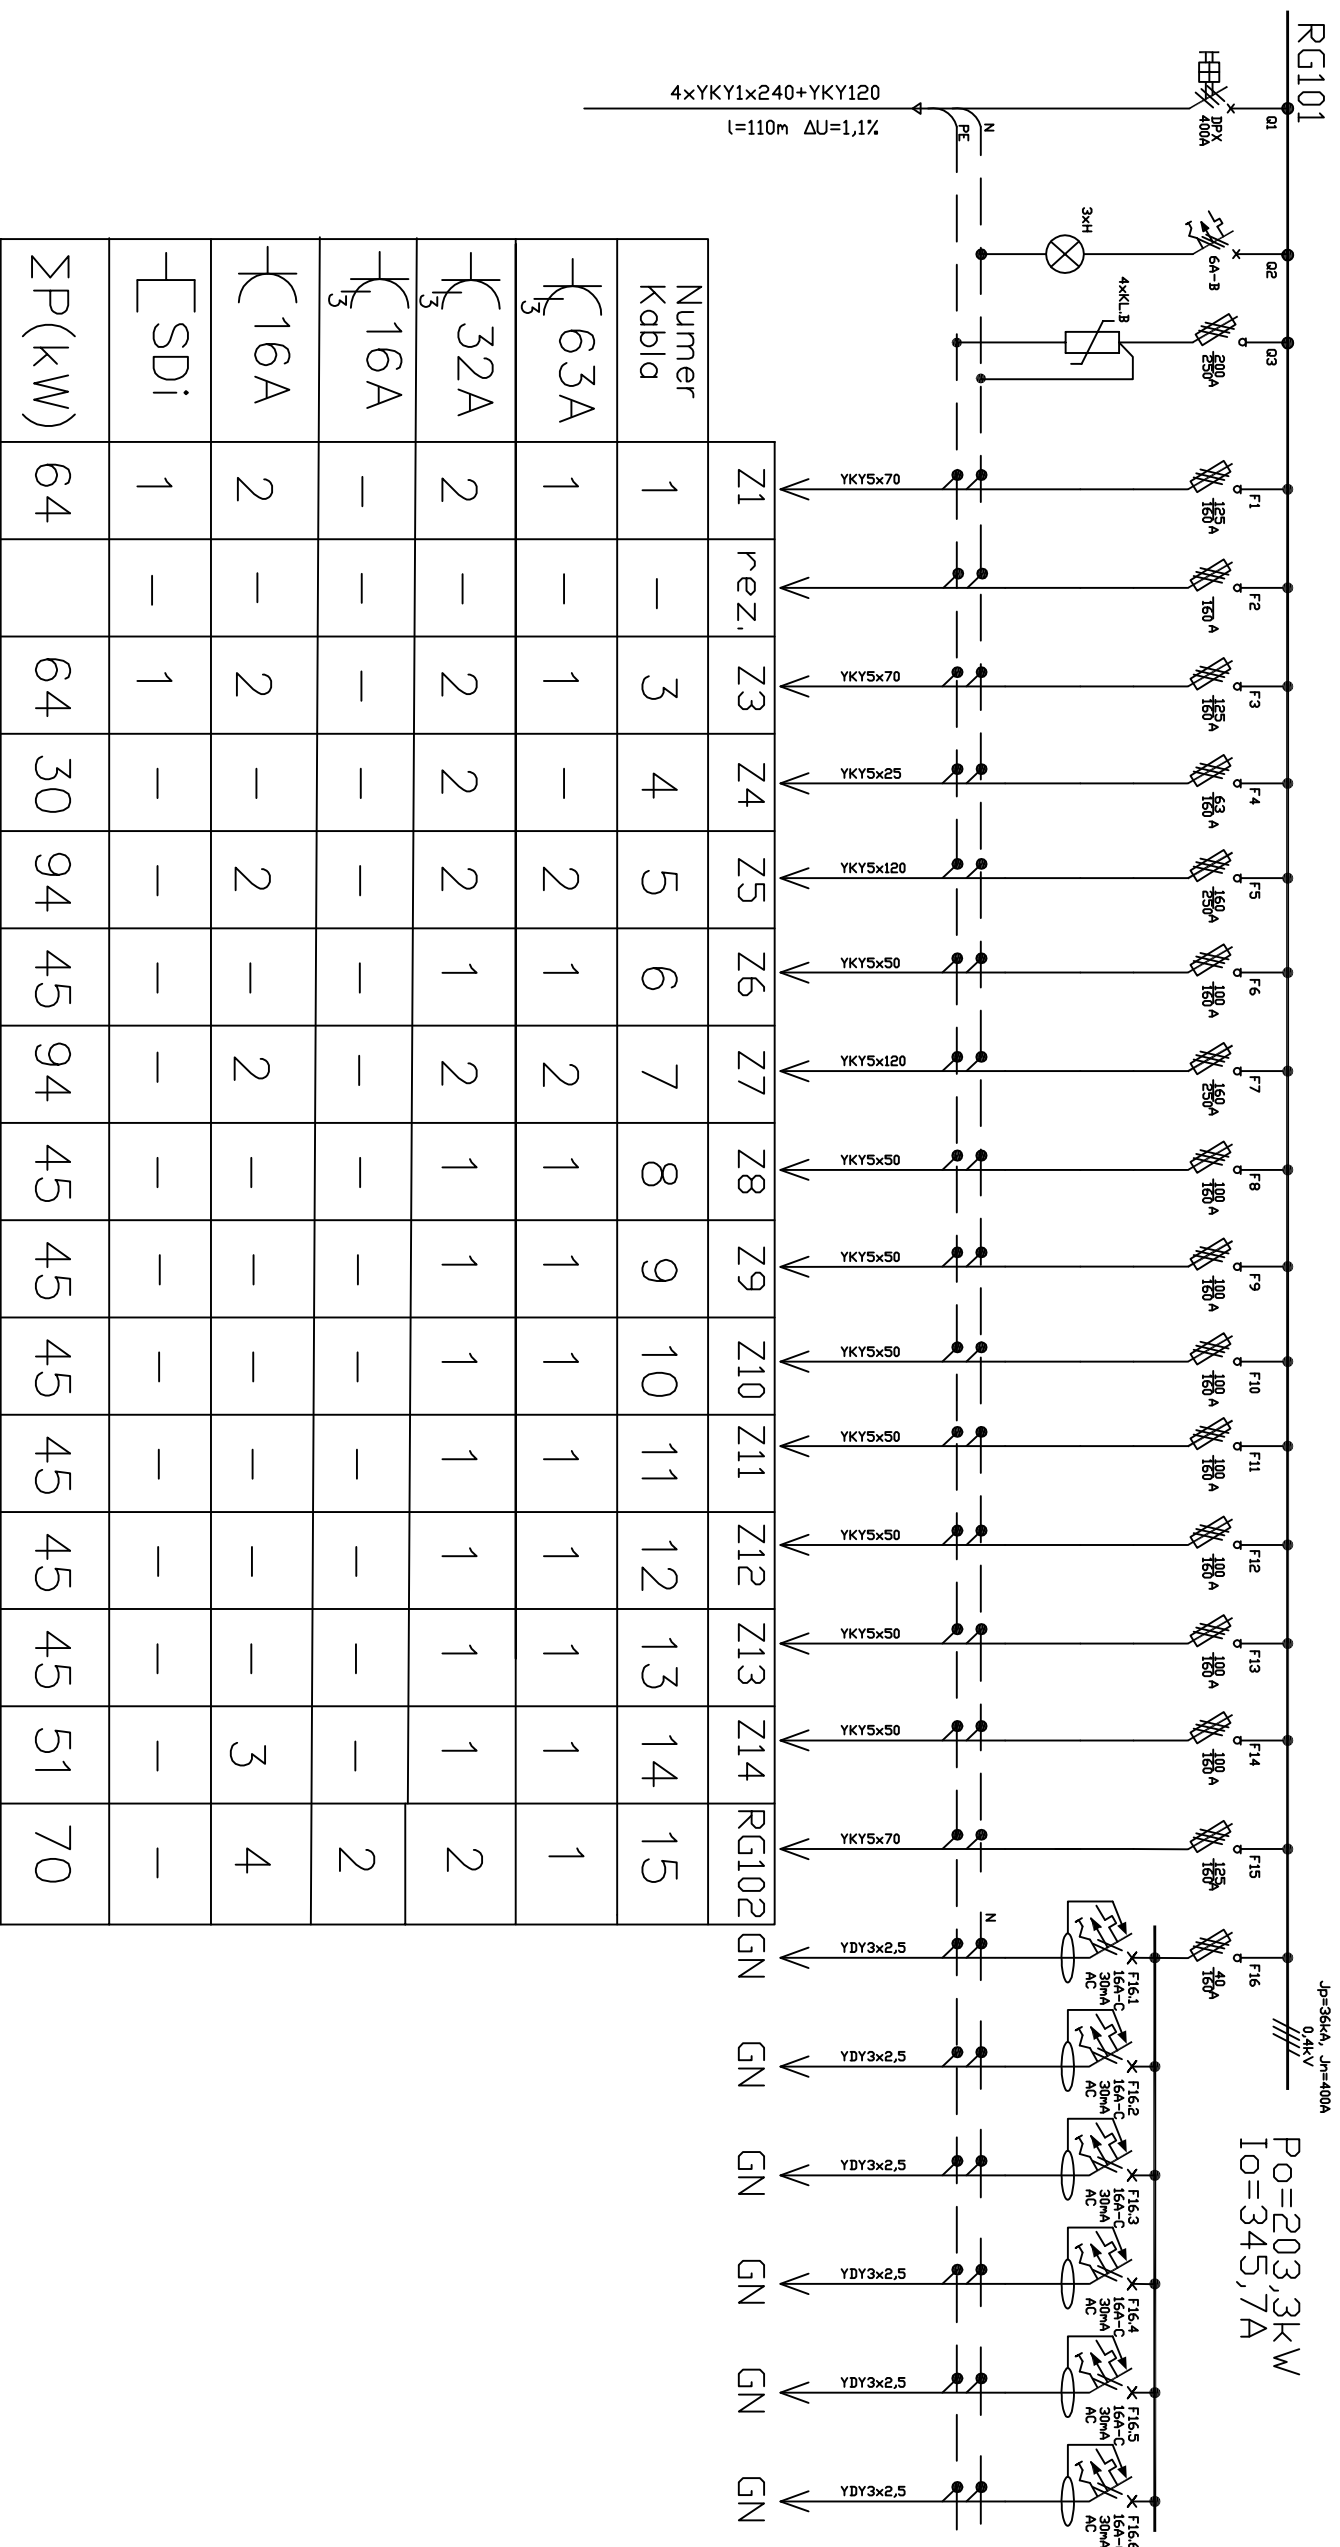 RG101
Jp=36kA, Jn=400A
0,4kV
Po=203,3kW
Io=345,7A
Q1
DPX
400A
Q2
6A-B
3xH
Q3
200
250A
4xKL.B
F1
125
160A
F2
160A
F3
125
160A
F4
63
160A
F5
160
250A
F6
100
160A
F7
160
250A
F8
100
160A
F9
100
160A
F10
100
160A
F11
100
160A
F12
100
160A
F13
100
160A
F14
100
160A
F15
125
160A
F16
40
160A
F16.1
16A-C
30mA
AC
F16.2
16A-C
30mA
AC
F16.3
16A-C
30mA
AC
F16.4
16A-C
30mA
AC
F16.5
16A-C
30mA
AC
30mA
N
PE
N
4xYKY1x240+YKY120
l=110m ΔU=1,1%
YKY5x70
YKY5x70
YKY5x25
YKY5x120
YKY5x50
YKY5x120
YKY5x50
YKY5x50
YKY5x50
YKY5x50
YKY5x50
YKY5x50
YKY5x50
YKY5x70
YDY3x2,5
YDY3x2,5
YDY3x2,5
YDY3x2,5
YDY3x2,5
YDY3x2,5
Z1 rez. Z3 Z4 Z5 Z6 Z7 Z8 Z9 Z10 Z11 Z12 Z13 Z14 RG102 GN GN GN GN GN GN
Numer
Kabla
1 - 3 4 5 6 7 8 9 10 11 12 13 14 15
3 63A 1 - 1 - 2 1 2 1 1 1 1 1 1 1 1
3 32A 2 - 2 2 2 1 2 1 1 1 1 1 1 1 2
3 16A - - - - - - - - - - - - - - 2
16A 2 - 2 - 2 - 2 - - - - - - 3 4
SDi 1 - 1 - - - - - - - - - - - -
ΣP(kW) 64 64 30 94 45 94 45 45 45 45 45 45 51 70